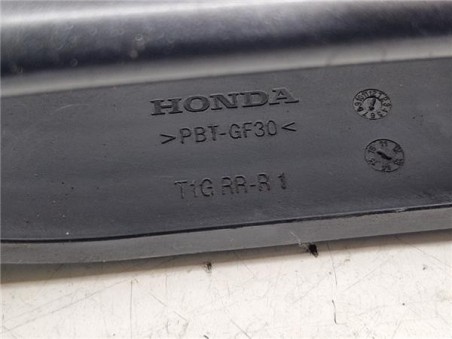 HONDA
>PBT-GF30<
T1G RR-R 1